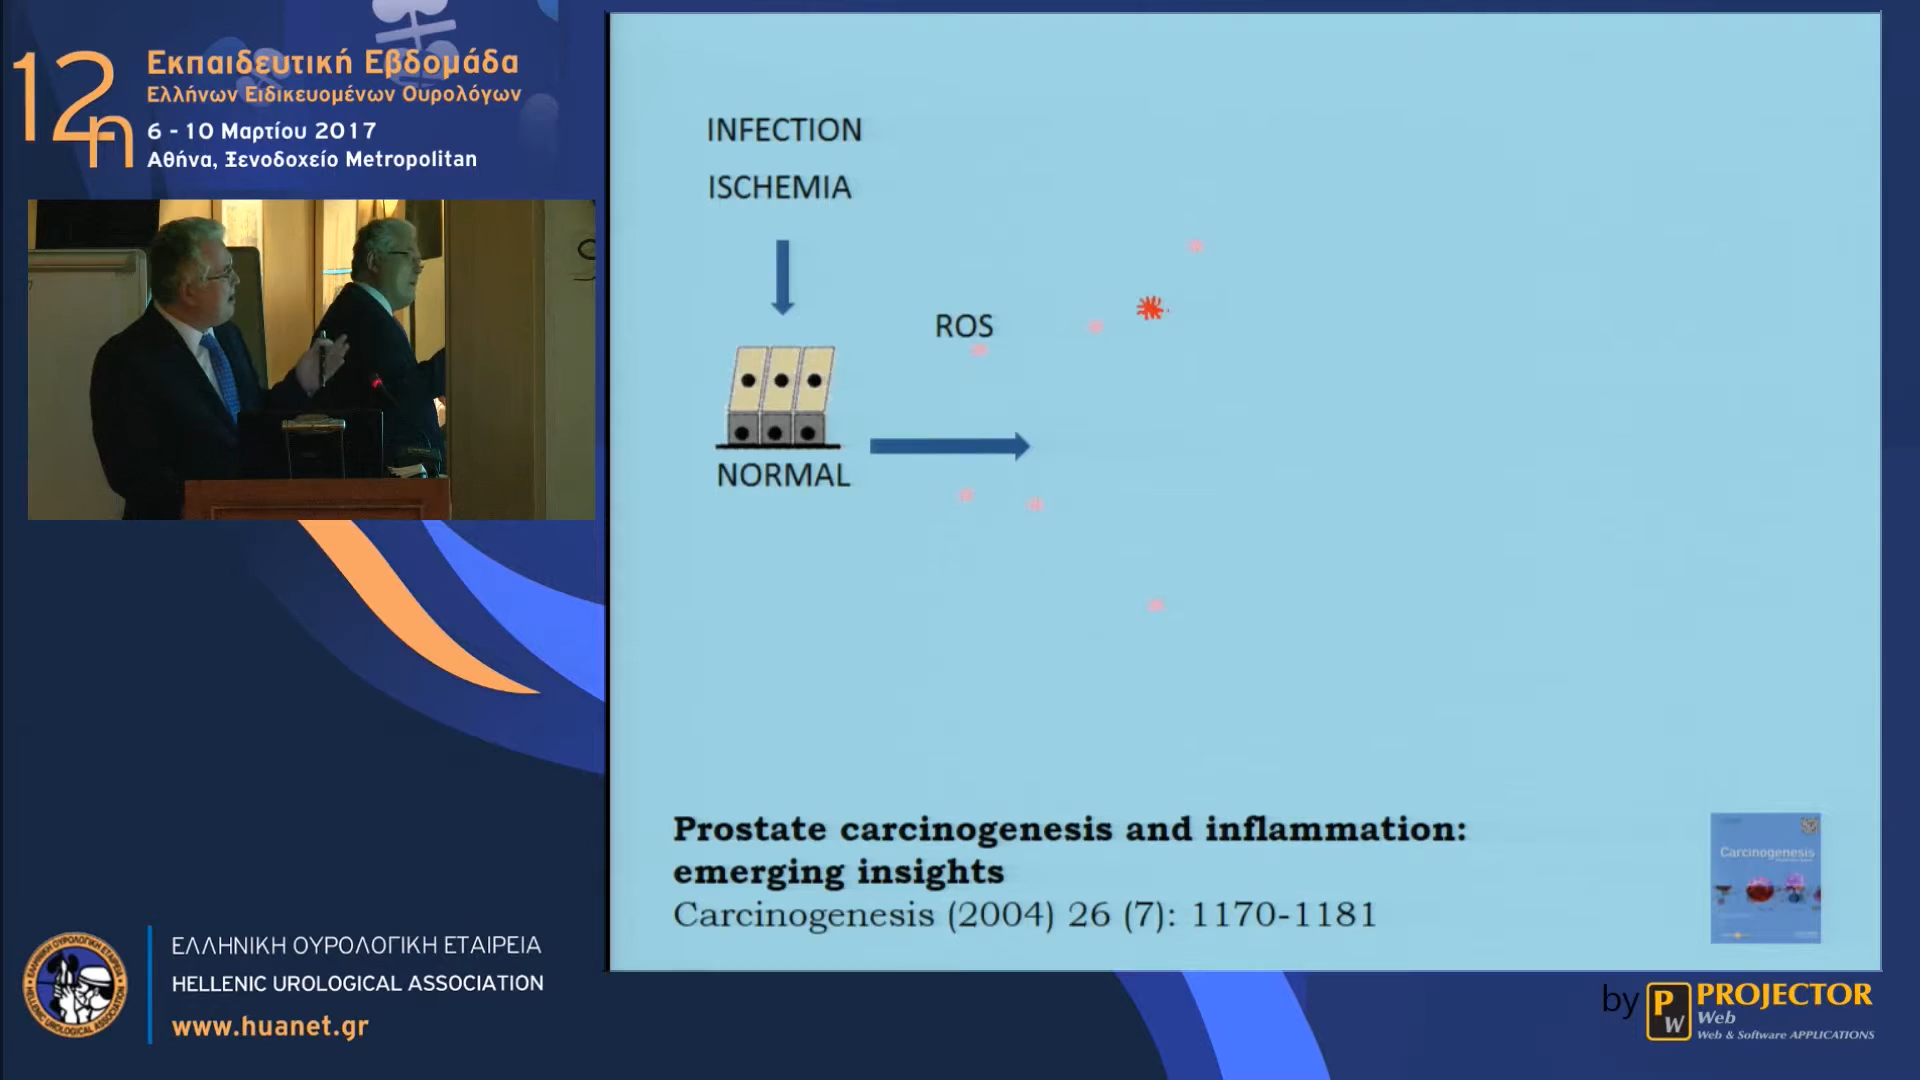 12η
Εκπαιδευτική Εβδομάδα
Ελλήνων Ειδικευομένων Ουρολόγων
6 - 10 Μαρτίου 2017
Αθήνα, Ξενοδοχείο Metropolitan
INFECTION
ISCHEMIA
ROS
NORMAL
Prostate carcinogenesis and inflammation:
emerging insights
Carcinogenesis (2004) 26 (7): 1170-1181
Carcinogenesis
ΕΛΛΗΝΙΚΗ ΟΥΡΟΛΟΓΙΚΗ ΕΤΑΙΡΕΙΑ
HELLENIC UROLOGICAL ASSOCIATION
www.huanet.gr
by PW PROJECTOR
Web
Web & Software APPLICATIONS